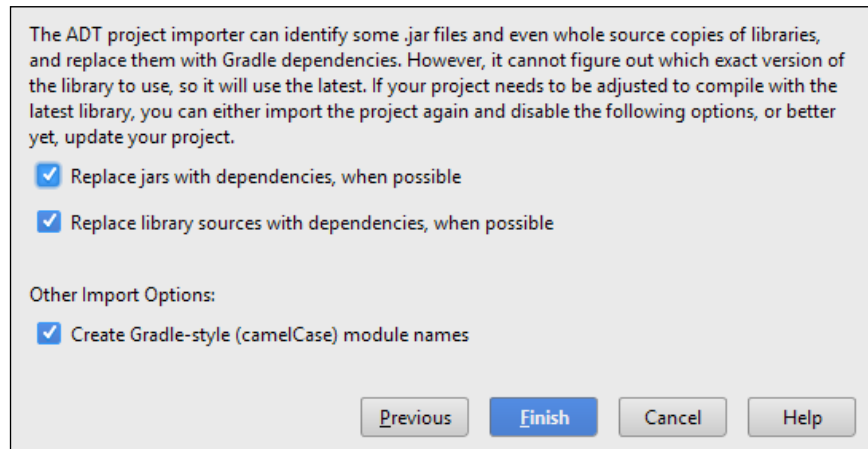 The ADT project importer can identify some .jar files and even whole source copies of libraries,
and replace them with Gradle dependencies. However, it cannot figure out which exact version of
the library to use, so it will use the latest. If your project needs to be adjusted to compile with the
latest library, you can either import the project again and disable the following options, or better
yet, update your project.
Replace jars with dependencies, when possible
Replace library sources with dependencies, when possible
Other Import Options:
Create Gradle-style (camelCase) module names
Previous Finish Cancel Help